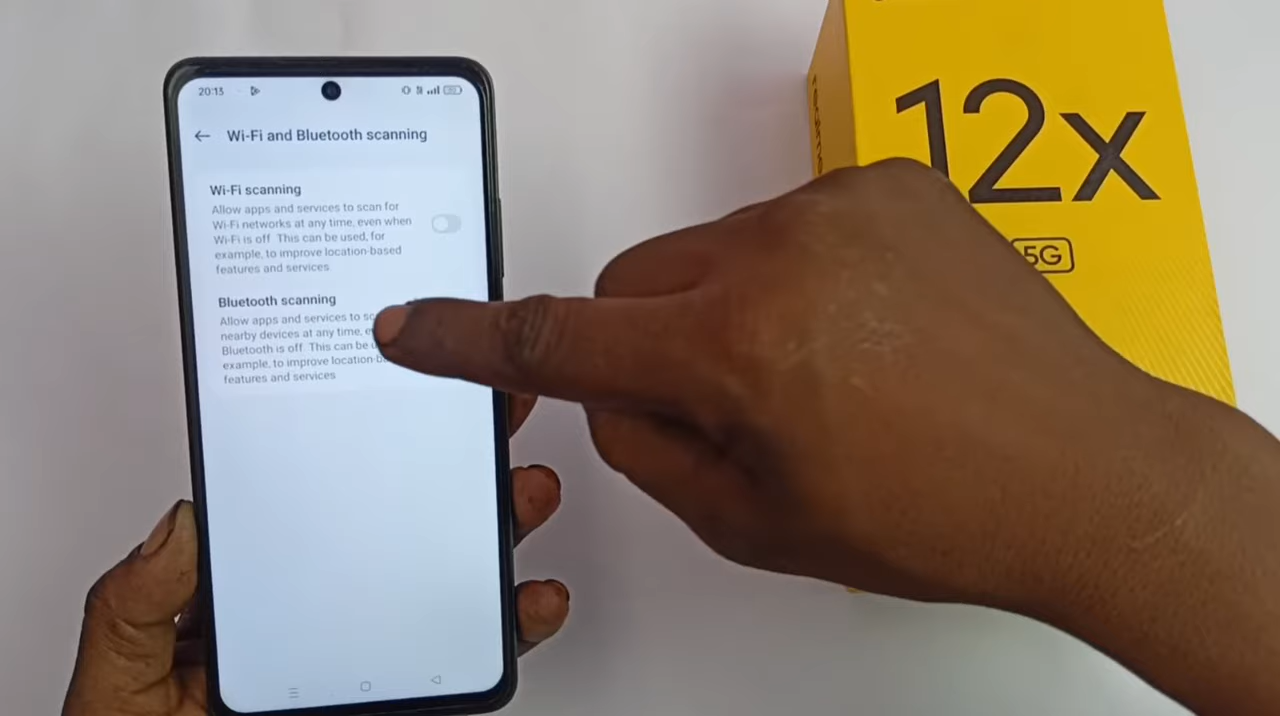 20:13
Wi-Fi and Bluetooth scanning
Wi-Fi scanning
Allow apps and services to scan for
Wi-Fi networks at any time, even when
Wi-Fi is off. This can be used, for
example, to improve location-based
features and services
Bluetooth scanning
Allow apps and services to sc
nearby devices at any time, e
Bluetooth is off. This can be u
example, to improve location-b
features and services
realme
12x
5G